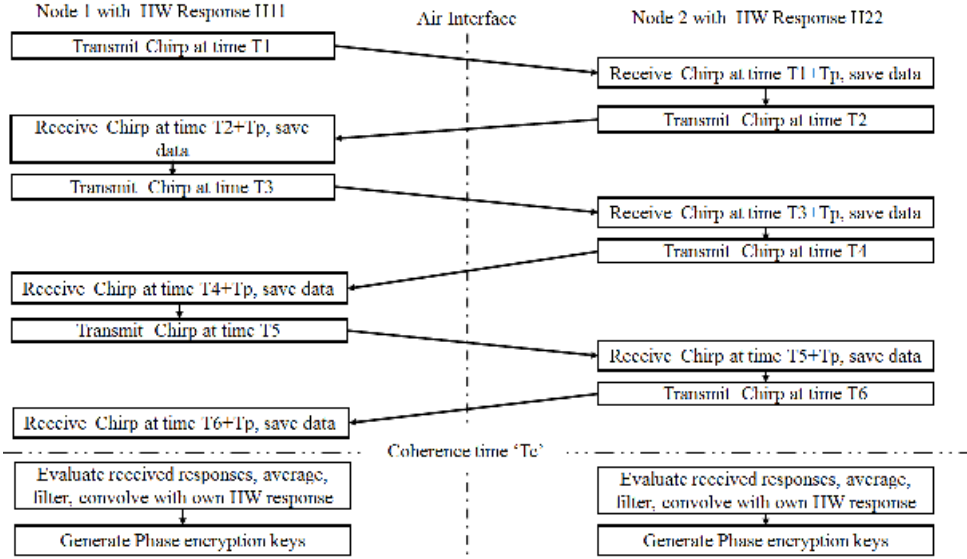 Node 1 with HW Response H11
Air Interface
Node 2 with HW Response H22
Transmit Chirp at time T1
Receive Chirp at time T1+Tp, save data
Transmit Chirp at time T2
Receive Chirp at time T2+Tp, save
data
Transmit Chirp at time T3
Receive Chirp at time T3+Tp, save data
Transmit Chirp at time T4
Receive Chirp at time T4+Tp, save data
Transmit Chirp at time T5
Receive Chirp at time T5+Tp, save data
Transmit Chirp at time T6
Receive Chirp at time T6+Tp, save data
Coherence time ‘Tc’
Evaluate received responses, average,
filter, convolve with own HW response
Generate Phase encryption keys
Evaluate received responses, average,
filter, convolve with own HW response
Generate Phase encryption keys